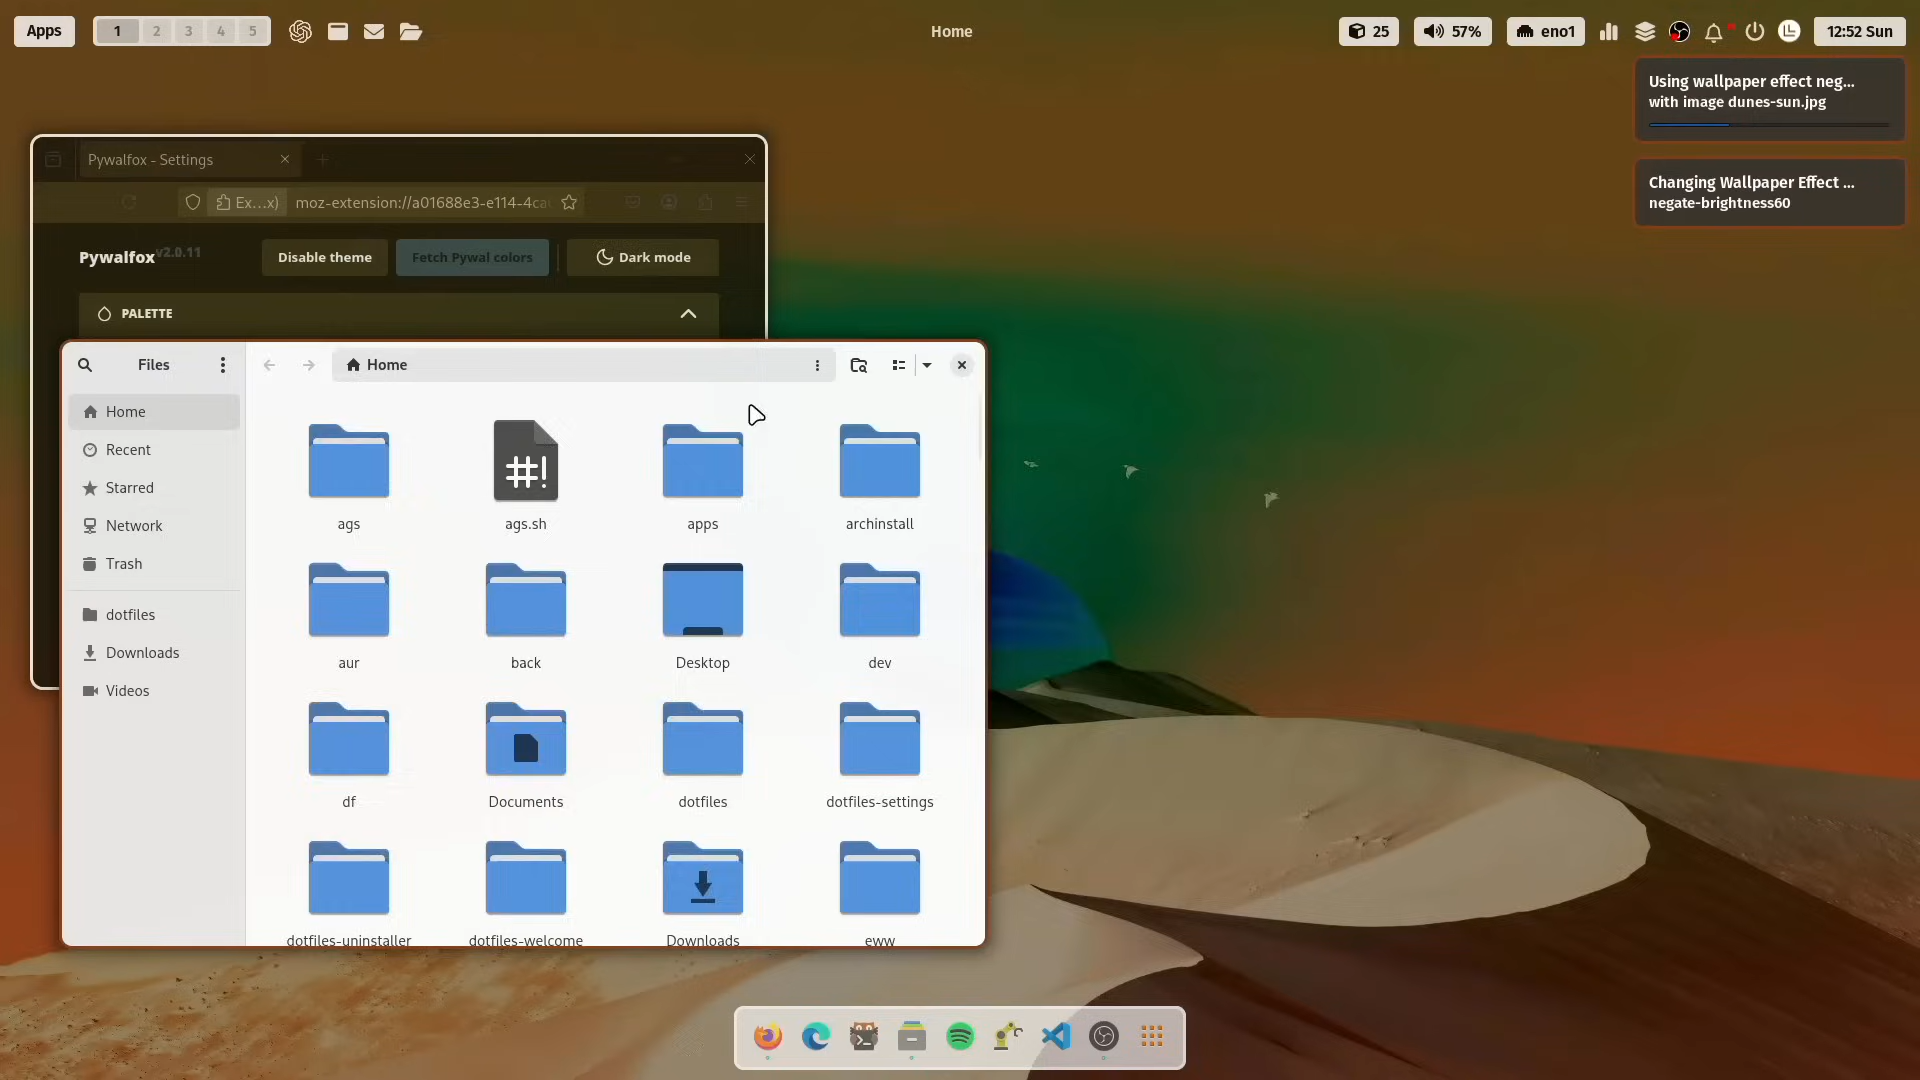 Apps
1 2 3 4 5
Home
25
57%
eno1
12:52 Sun
Using wallpaper effect neg...
with image dunes-sun.jpg
Changing Wallpaper Effect ...
negate-brightness60
Pywalfox - Settings
Ex...x)
moz-extension://a01688e3-e114-4ca
Pywalfox v2.0.11
Disable theme
Fetch Pywal colors
Dark mode
PALETTE
Files
Home
Home
Recent
Starred
Network
Trash
dotfiles
Downloads
Videos
ags
ags.sh
apps
archinstall
aur
back
Desktop
dev
df
Documents
dotfiles
dotfiles-settings
dotfiles-uninstaller
dotfiles-welcome
Downloads
eww